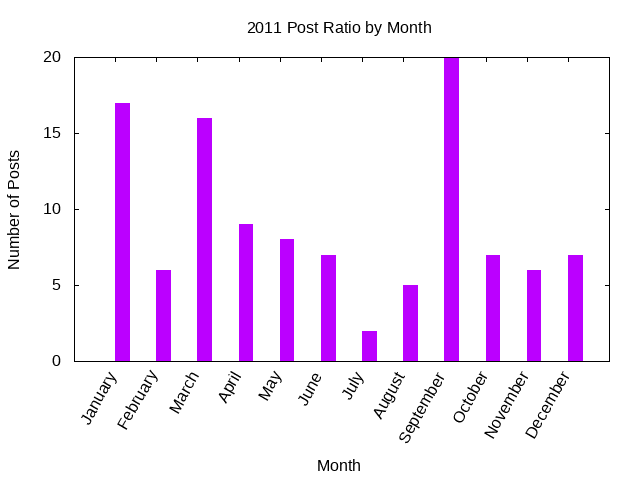 2011 Post Ratio by Month
20
15
10
5
0
Number of Posts
January
February
March
April
May
June
July
August
September
October
November
December
Month